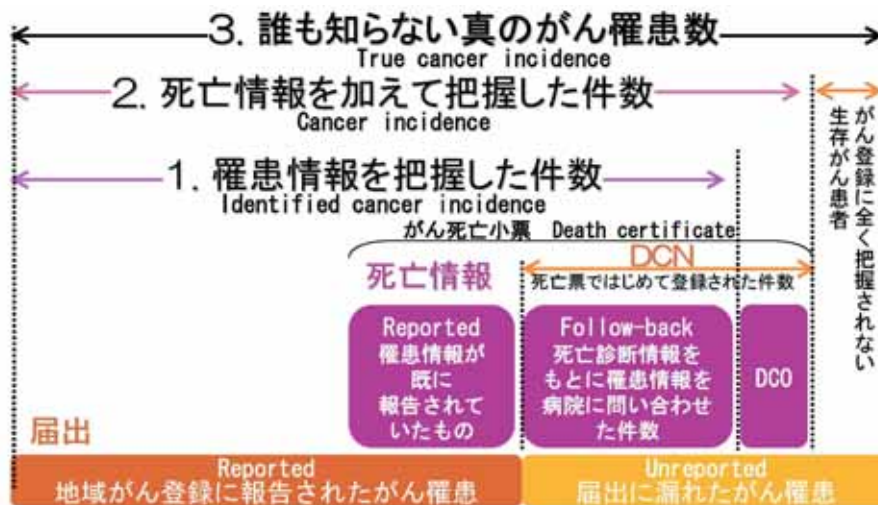 3. 誰も知らない真のがん罹患数
True cancer incidence
2. 死亡情報を加えて把握した件数
Cancer incidence
1. 罹患情報を把握した件数
Identified cancer incidence
がん登録に全く把握されない
生存がん患者
がん死亡小票 Death certificate
死亡情報
DCN
死亡票ではじめて登録された件数
Reported
罹患情報が
既に
報告されて
いたもの
Follow-back
死亡診断情報を
もとに罹患情報を
病院に問い合わせ
た件数
DCO
届出
Reported
地域がん登録に報告されたがん罹患
Unreported
届出に漏れたがん罹患